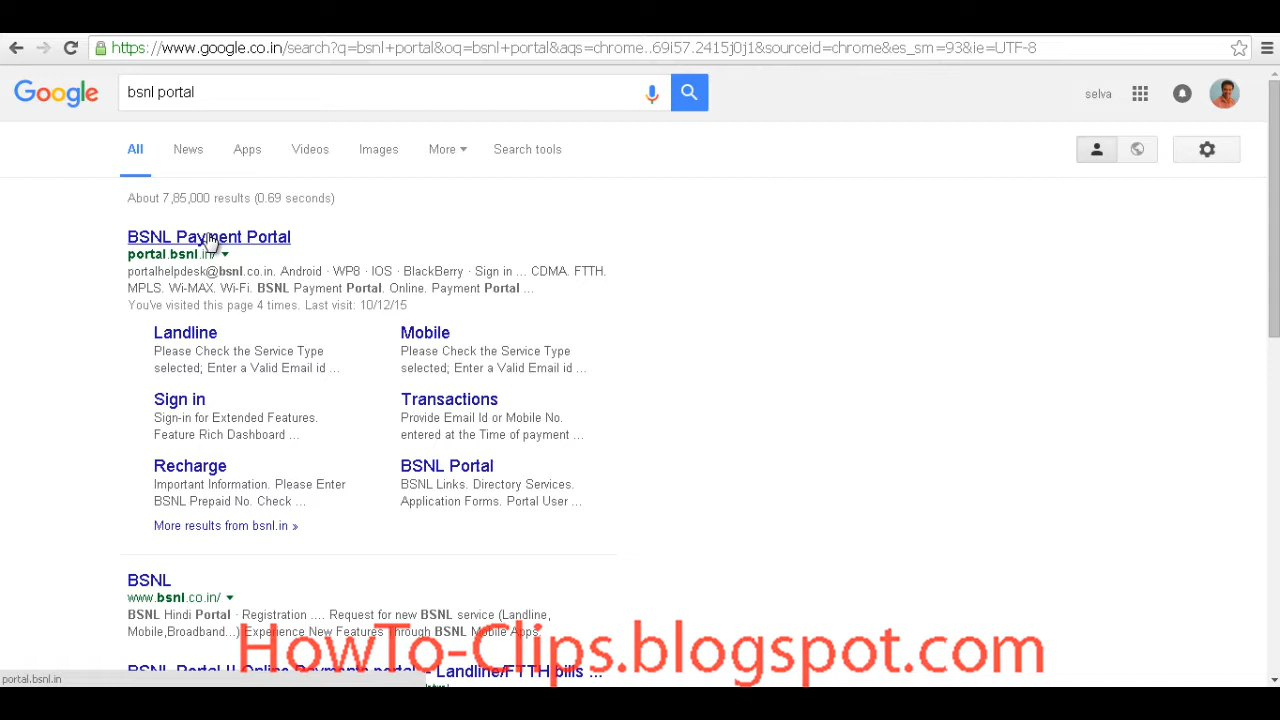 https://www.google.co.in/search?q=bsnl+portal&oq=bsnl+portal&aqs=chrome..69i57.2415j0j1&sourceid=chrome&es_sm=93&ie=UTF-8
Google
bsnl portal
selva
All
News
Apps
Videos
Images
More
Search tools
About 7,85,000 results (0.69 seconds)
BSNL Payment Portal
portal.bsnl.in/
portalhelpdesk@bsnl.co.in. Android · WP8 · IOS · BlackBerry · Sign in ... CDMA. FTTH.
MPLS. Wi-MAX. Wi-Fi. BSNL Payment Portal. Online. Payment Portal ...
You've visited this page 4 times. Last visit: 10/12/15
Landline
Please Check the Service Type
selected; Enter a Valid Email id ...
Mobile
Please Check the Service Type
selected; Enter a Valid Email id ...
Sign in
Sign-in for Extended Features.
Feature Rich Dashboard ...
Transactions
Provide Email Id or Mobile No.
entered at the Time of payment ...
Recharge
Important Information. Please Enter
BSNL Prepaid No. Check ...
BSNL Portal
BSNL Links. Directory Services.
Application Forms. Portal User ...
More results from bsnl.in »
BSNL
www.bsnl.co.in/
BSNL Hindi Portal · Registration .... Request for new BSNL service (Landline,
Mobile,Broadband...) Experience New Features through BSNL Mobile Apps.
HowTo-Clips.blogspot.com
BSNL Portal || Online Payments portal - Landline/FTTH bills ...
portal.bsnl.in